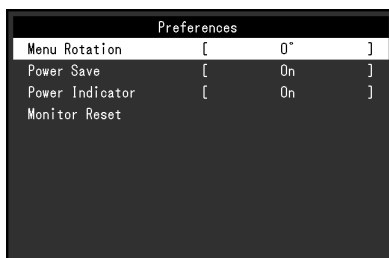 Preferences
Menu Rotation [ 0° ]
Power Save [ On ]
Power Indicator [ On ]
Monitor Reset